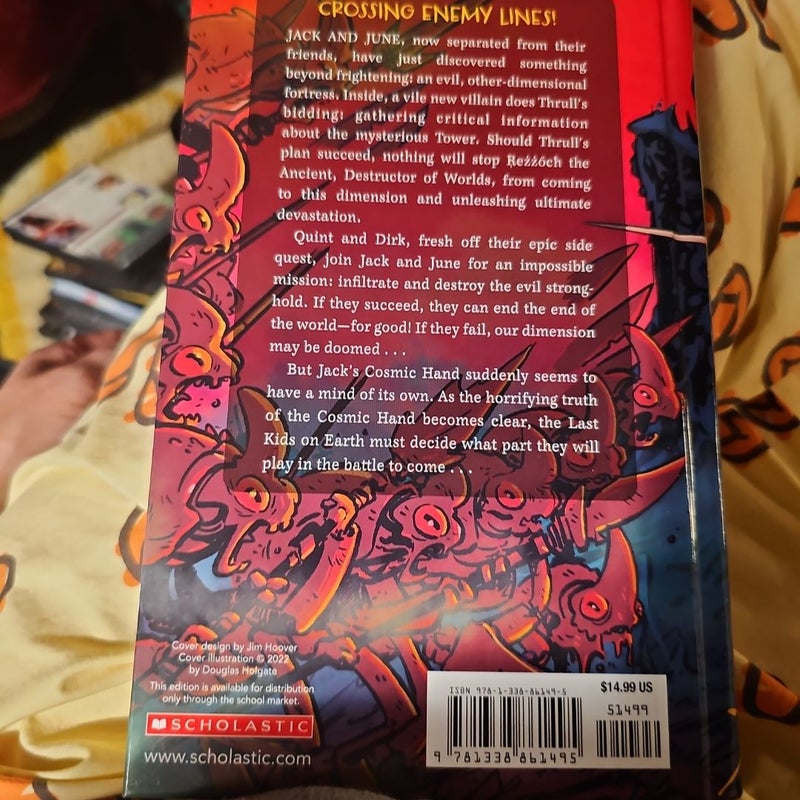 CROSSING ENEMY LINES!
JACK AND JUNE, now separated from their
friends, have just discovered something
beyond frightening: an evil, other-dimensional
fortress. Inside, a vile new villain does Thrull's
bidding: gathering critical information
about the mysterious Tower. Should Thrull's
plan succeed, nothing will stop Ŗeżżőch the
Ancient, Destructor of Worlds, from coming
to this dimension and unleashing ultimate
devastation.
Quint and Dirk, fresh off their epic side
quest, join Jack and June for an impossible
mission: infiltrate and destroy the evil strong-
hold. If they succeed, they can end the end of
the world—for good! If they fail, our dimension
may be doomed . . .
But Jack's Cosmic Hand suddenly seems to
have a mind of its own. As the horrifying truth
of the Cosmic Hand becomes clear, the Last
Kids on Earth must decide what part they will
play in the battle to come . . .
Cover design by Jim Hoover
Cover illustration © 2022
by Douglas Holgate
This edition is available for distribution
only through the school market.
SCHOLASTIC
www.scholastic.com
ISBN 978-1-338-86149-5
$14.99 US
51499
9 781338 861495